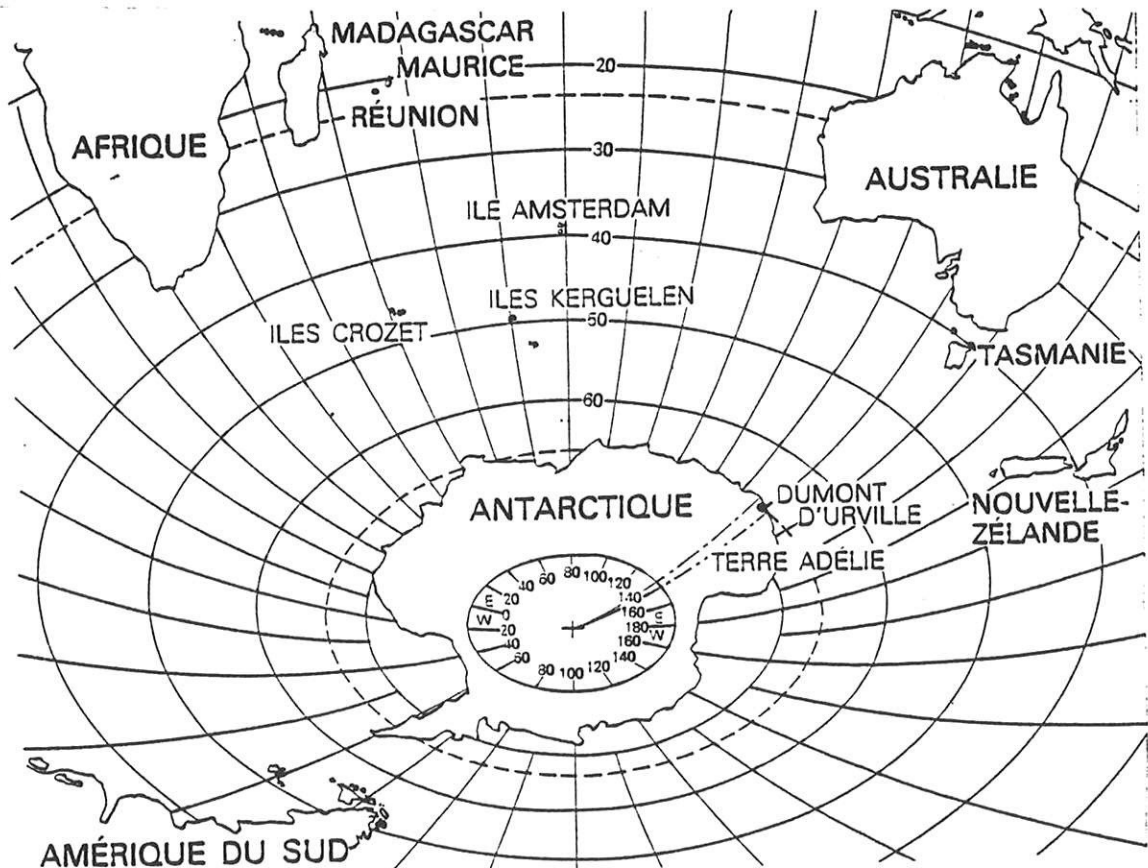 MADAGASCAR
MAURICE
20
RÉUNION
AFRIQUE
30
AUSTRALIE
ILE AMSTERDAM
40
ILES KERGUELEN
50
ILES CROZET
TASMANIE
60
ANTARCTIQUE
DUMONT
D'URVILLE
NOUVELLE-
ZÉLANDE
TERRE ADÉLIE
80
60 100
40 120
20 140
E
0 160
W 180 E
20 160 W
40 140
60 120
80 100
AMÉRIQUE DU SUD